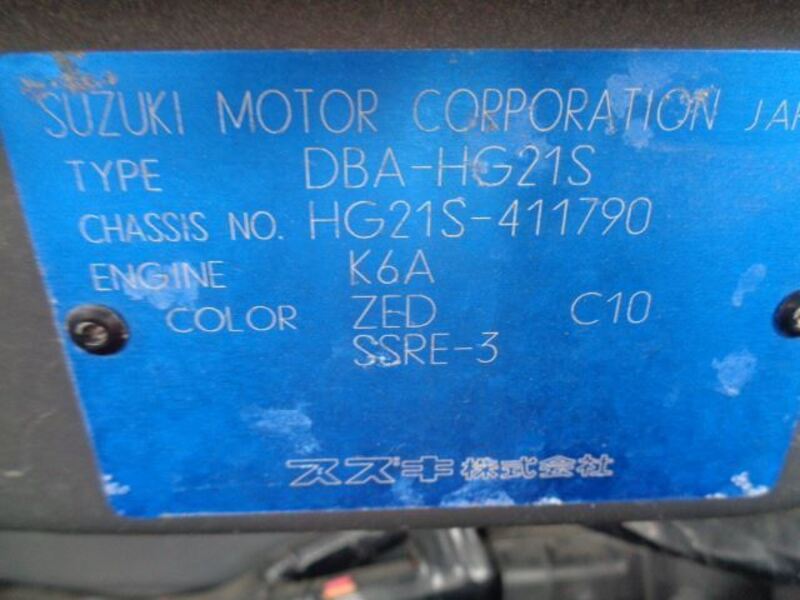 SUZUKI MOTOR CORPORATION
TYPE DBA-HG21S
CHASSIS NO. HG21S-411790
ENGINE K6A
COLOR ZED C10
SSRE-3
スズキ株式会社